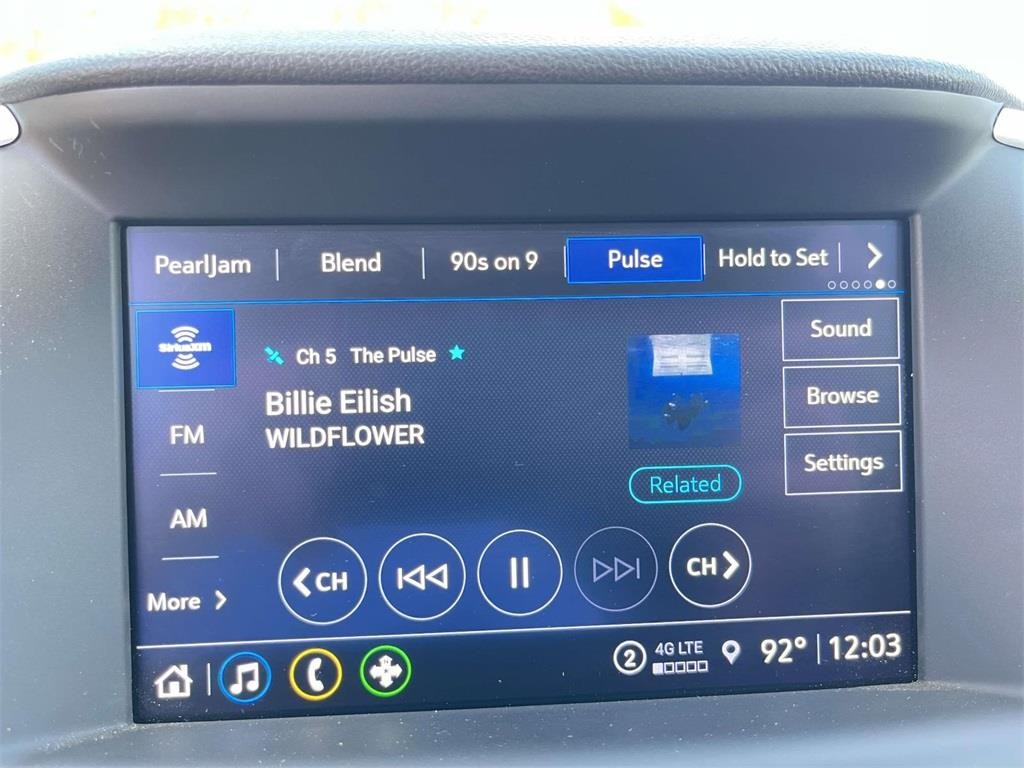 PearlJam Blend 90s on 9 Pulse Hold to Set
SiriusXM
Ch 5 The Pulse
Billie Eilish
WILDFLOWER
Sound
Browse
Settings
FM
AM
More
Related
CH
CH
2 4G LTE 92° 12:03